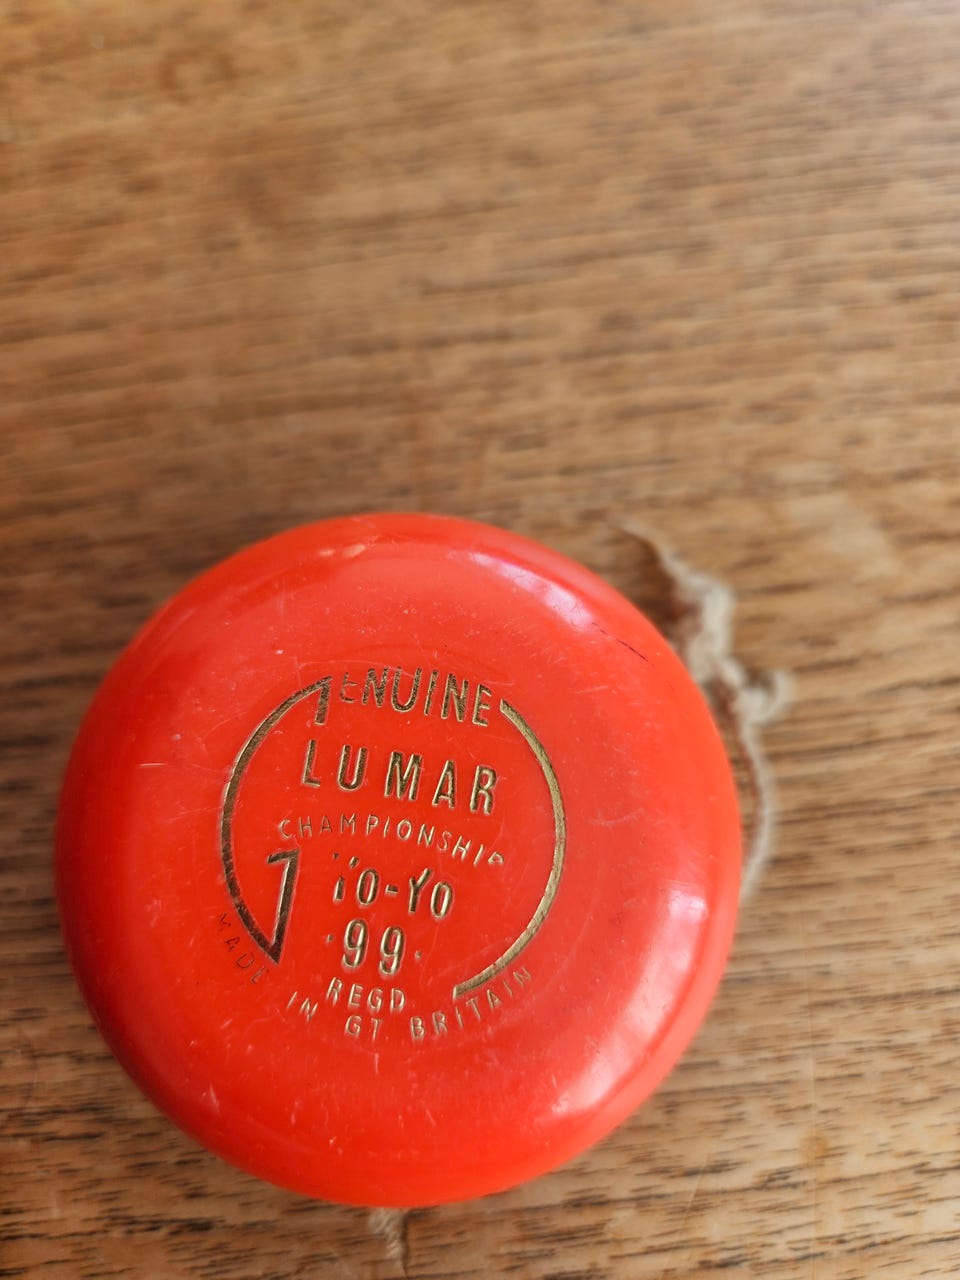 GENUINE
LUMAR
CHAMPIONSHIP
YO-YO
·99·
REGD
MADE IN GT BRITAIN